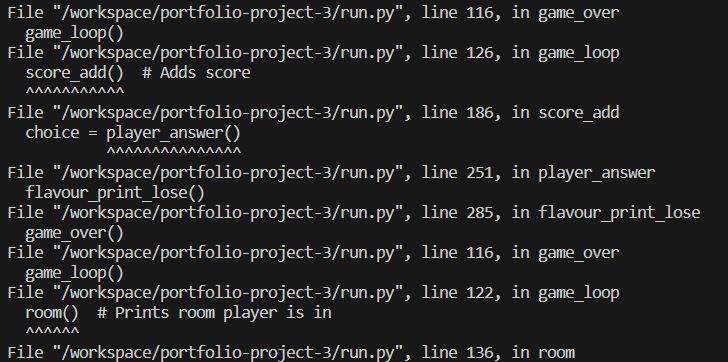 File "/workspace/portfolio-project-3/run.py", line 116, in game_over
game_loop()
File "/workspace/portfolio-project-3/run.py", line 126, in game_loop
score_add()  # Adds score
^^^^^^^^^^^
File "/workspace/portfolio-project-3/run.py", line 186, in score_add
choice = player_answer()
^^^^^^^^^^^^^^^
File "/workspace/portfolio-project-3/run.py", line 251, in player_answer
flavour_print_lose()
File "/workspace/portfolio-project-3/run.py", line 285, in flavour_print_lose
game_over()
File "/workspace/portfolio-project-3/run.py", line 116, in game_over
game_loop()
File "/workspace/portfolio-project-3/run.py", line 122, in game_loop
room()  # Prints room player is in
^^^^^^
File "/workspace/portfolio-project-3/run.py", line 136, in room